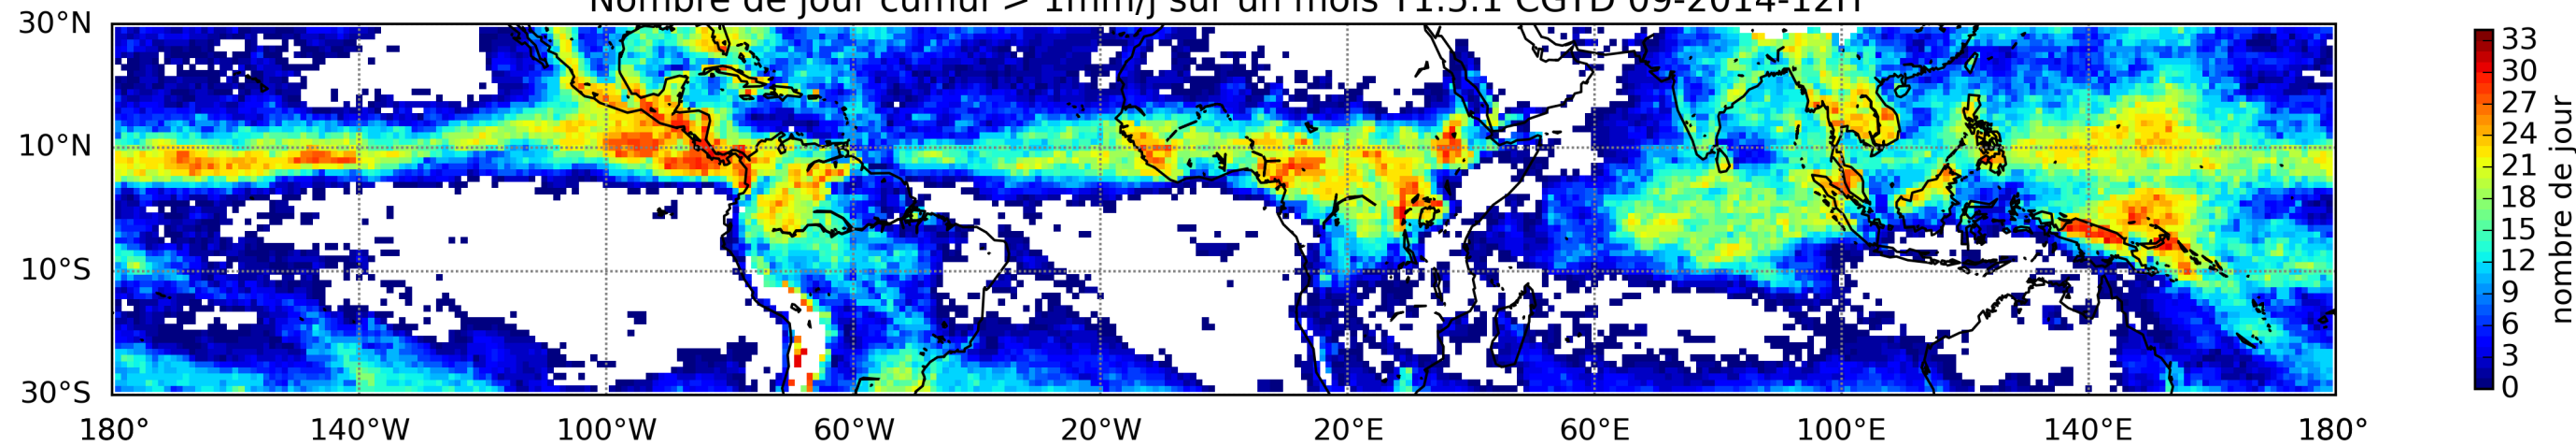 Nombre de jour cumul > 1mm/j sur un mois T1.5.1 CGTD 09-2014-12H
30°N
10°N
10°S
30°S
180°
140°W
100°W
60°W
20°W
20°E
60°E
100°E
140°E
180°
33
30
27
24
21
18
15
12
9
6
3
0
nombre de jour